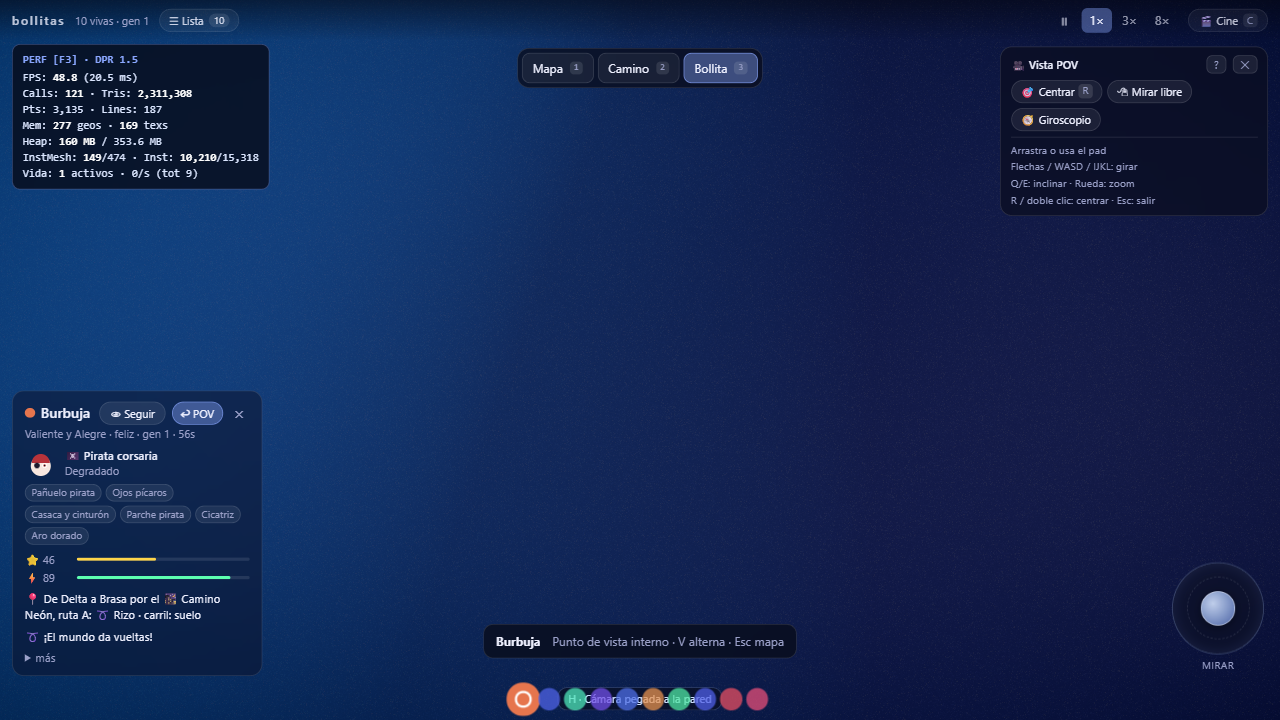 bollitas 10 vivas · gen 1 ☰ Lista 10
1× 3× 8× Cine C
PERF [F3] · DPR 1.5
FPS: 48.8 (20.5 ms)
Calls: 121 · Tris: 2,311,308
Pts: 3,135 · Lines: 187
Mem: 277 geos · 169 texs
Heap: 160 MB / 353.6 MB
InstMesh: 149/474 · Inst: 10,210/15,318
Vida: 1 activos · 0/s (tot 9)
Mapa 1 Camino 2 Bollita 3
Vista POV ? ×
Centrar R Mirar libre
Giroscopio
Arrastra o usa el pad
Flechas / WASD / IJKL: girar
Q/E: inclinar · Rueda: zoom
R / doble clic: centrar · Esc: salir
Burbuja Seguir POV ×
Valiente y Alegre · feliz · gen 1 · 56s
Pirata corsaria
Degradado
Pañuelo pirata Ojos pícaros
Casaca y cinturón Parche pirata Cicatriz
Aro dorado
46
89
De Delta a Brasa por el Camino
Neón, ruta A: Rizo · carril: suelo
¡El mundo da vueltas!
más
Burbuja Punto de vista interno · V alterna · Esc mapa
H · Cámara pegada a la pared
MIRAR